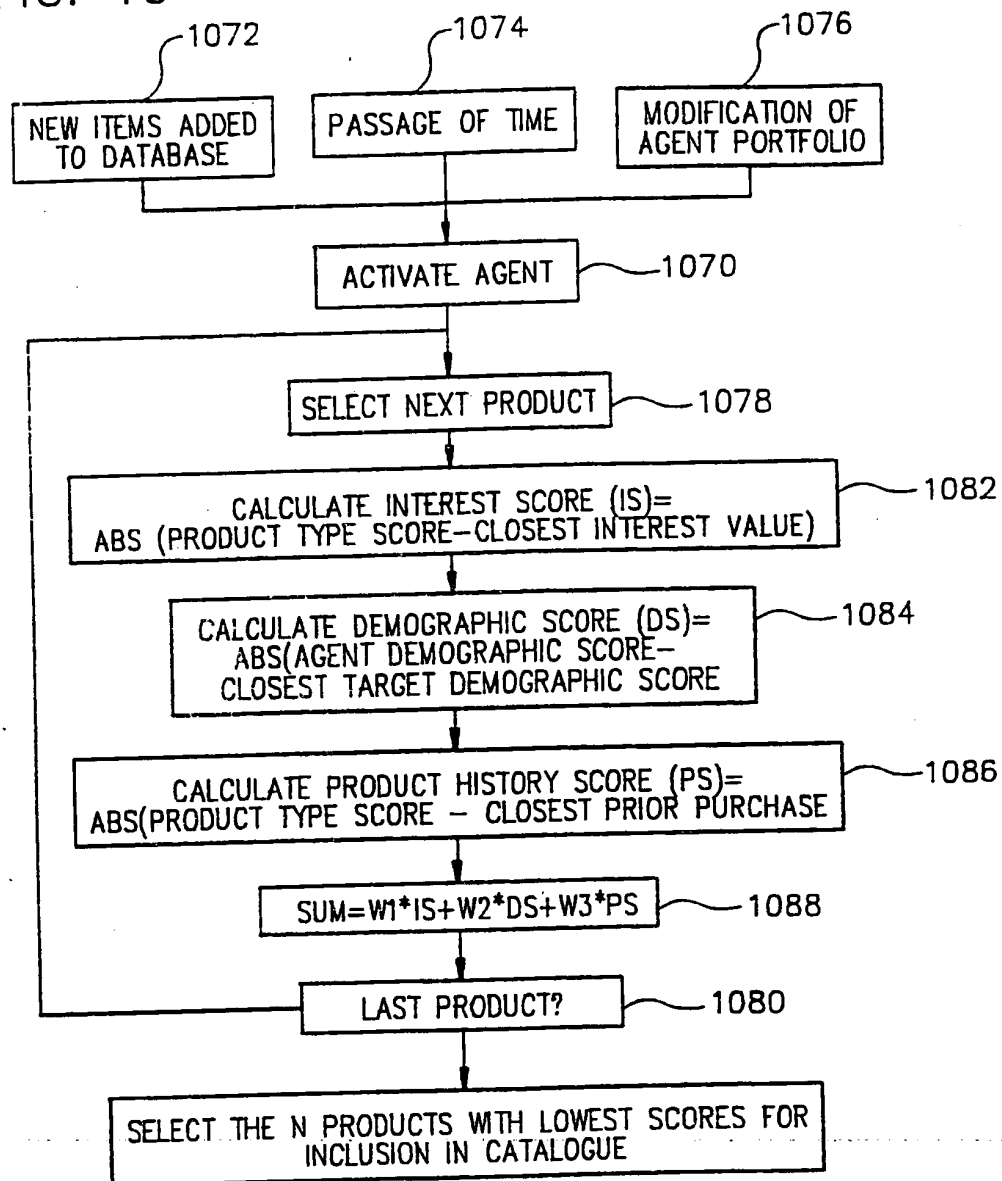 1072
1074
1076
NEW ITEMS ADDED
TO DATABASE
PASSAGE OF TIME
MODIFICATION OF
AGENT PORTFOLIO
ACTIVATE AGENT
1070
SELECT NEXT PRODUCT
1078
CALCULATE INTEREST SCORE (IS)=
ABS (PRODUCT TYPE SCORE-CLOSEST INTEREST VALUE)
1082
CALCULATE DEMOGRAPHIC SCORE (DS)=
ABS(AGENT DEMOGRAPHIC SCORE-
CLOSEST TARGET DEMOGRAPHIC SCORE
1084
CALCULATE PRODUCT HISTORY SCORE (PS)=
ABS(PRODUCT TYPE SCORE - CLOSEST PRIOR PURCHASE
1086
SUM=W1*IS+W2*DS+W3*PS
1088
LAST PRODUCT?
1080
SELECT THE N PRODUCTS WITH LOWEST SCORES FOR
INCLUSION IN CATALOGUE